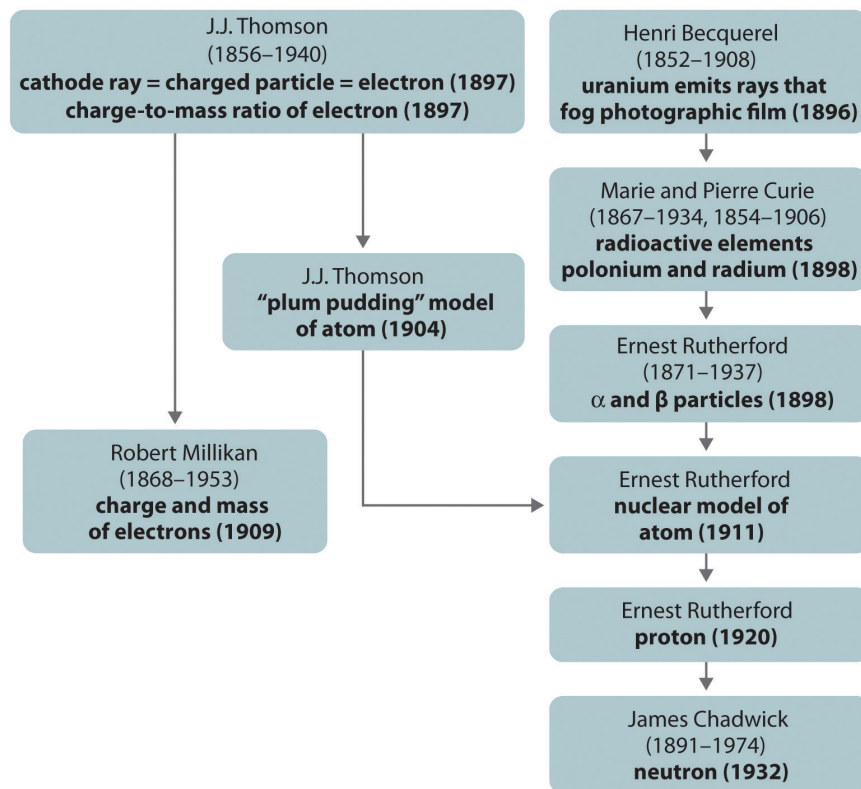 J.J. Thomson
(1856–1940)
cathode ray = charged particle = electron (1897)
charge-to-mass ratio of electron (1897)
Henri Becquerel
(1852–1908)
uranium emits rays that
fog photographic film (1896)
Marie and Pierre Curie
(1867–1934, 1854–1906)
radioactive elements
polonium and radium (1898)
J.J. Thomson
“plum pudding” model
of atom (1904)
Ernest Rutherford
(1871–1937)
α and β particles (1898)
Robert Millikan
(1868–1953)
charge and mass
of electrons (1909)
Ernest Rutherford
nuclear model of
atom (1911)
Ernest Rutherford
proton (1920)
James Chadwick
(1891–1974)
neutron (1932)